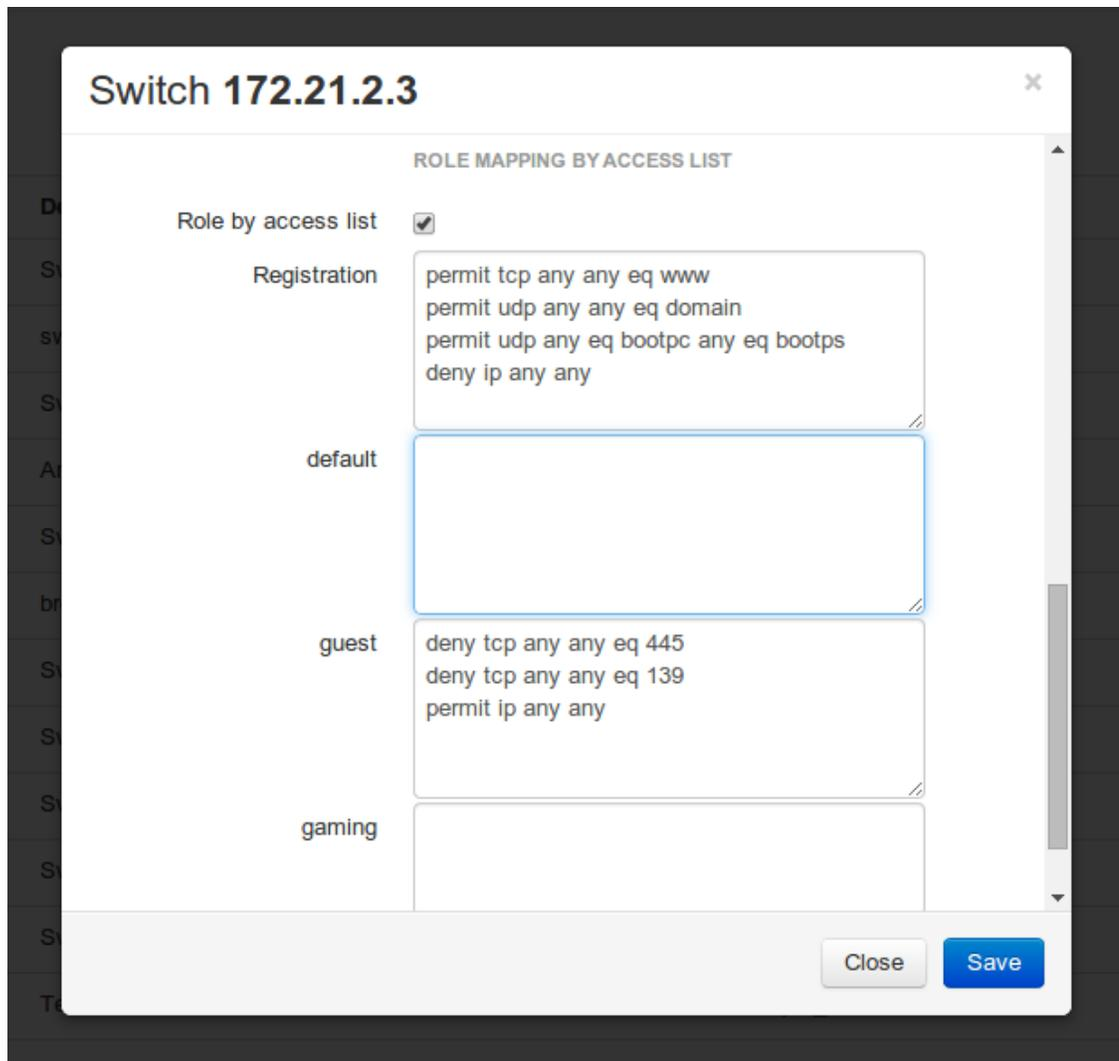 Switch 172.21.2.3
×
ROLE MAPPING BY ACCESS LIST
Role by access list
Registration
permit tcp any any eq www
permit udp any any eq domain
permit udp any eq bootpc any eq bootps
deny ip any any
default
guest
deny tcp any any eq 445
deny tcp any any eq 139
permit ip any any
gaming
Close
Save